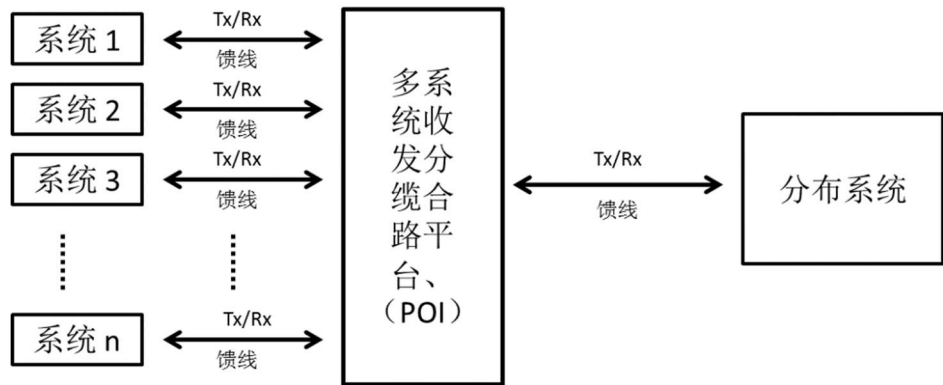 系统 1
Tx/Rx
馈线
系统 2
Tx/Rx
馈线
系统 3
Tx/Rx
馈线
系统 n
Tx/Rx
馈线
多系
统收
发分
缆合
路平
台、
（POI）
Tx/Rx
馈线
分布系统